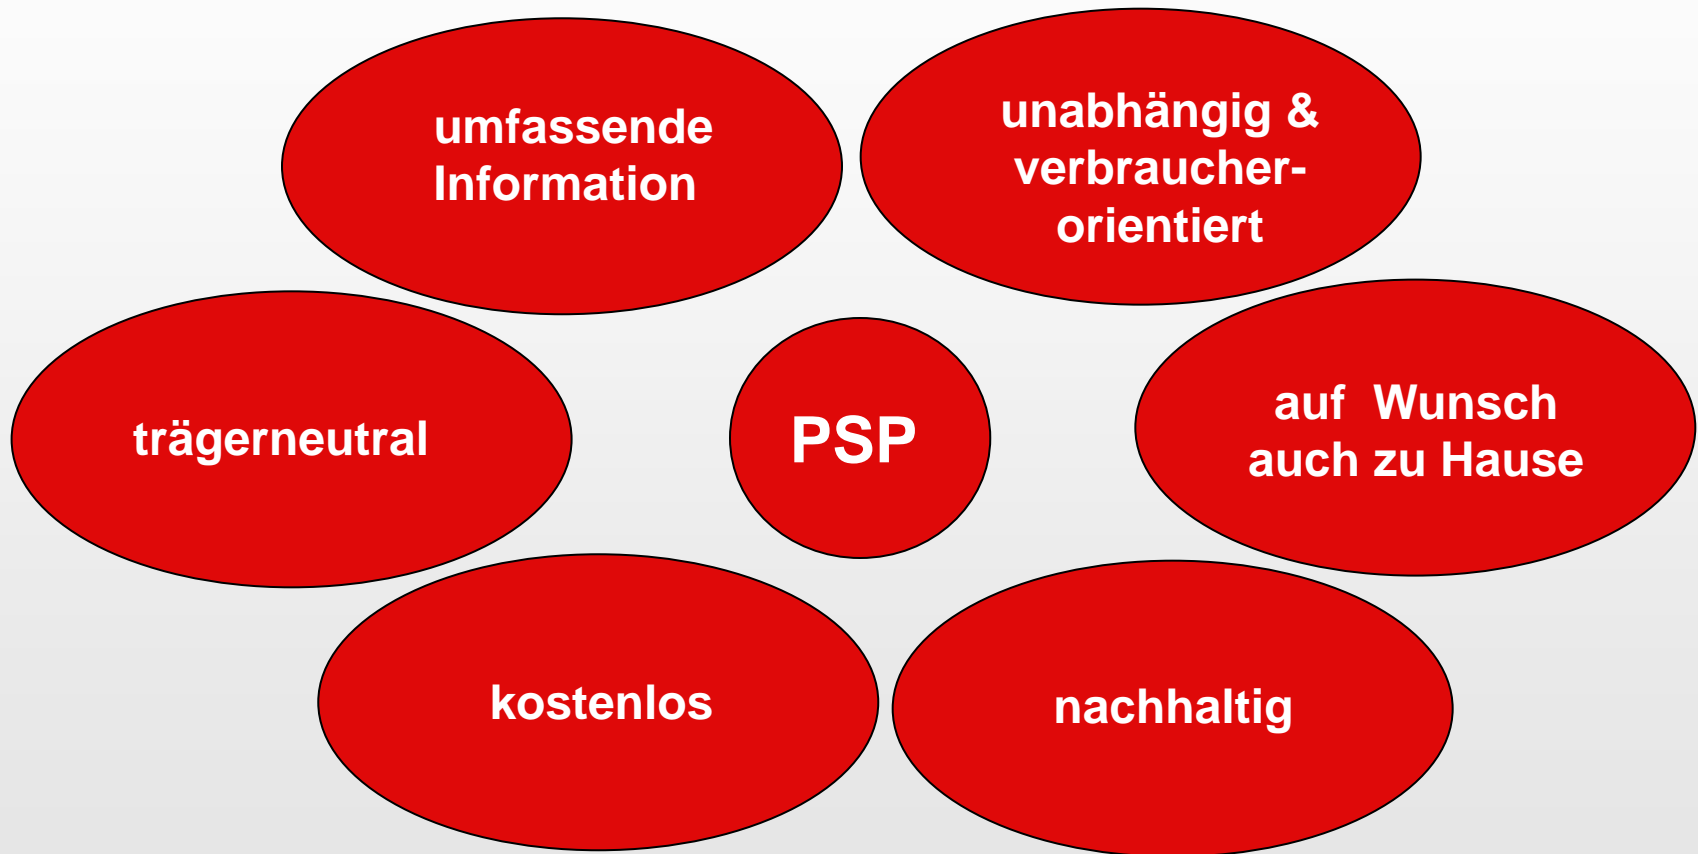 umfassende
Information
unabhängig &
verbraucher-
orientiert
trägerneutral
PSP
auf Wunsch
auch zu Hause
kostenlos
nachhaltig